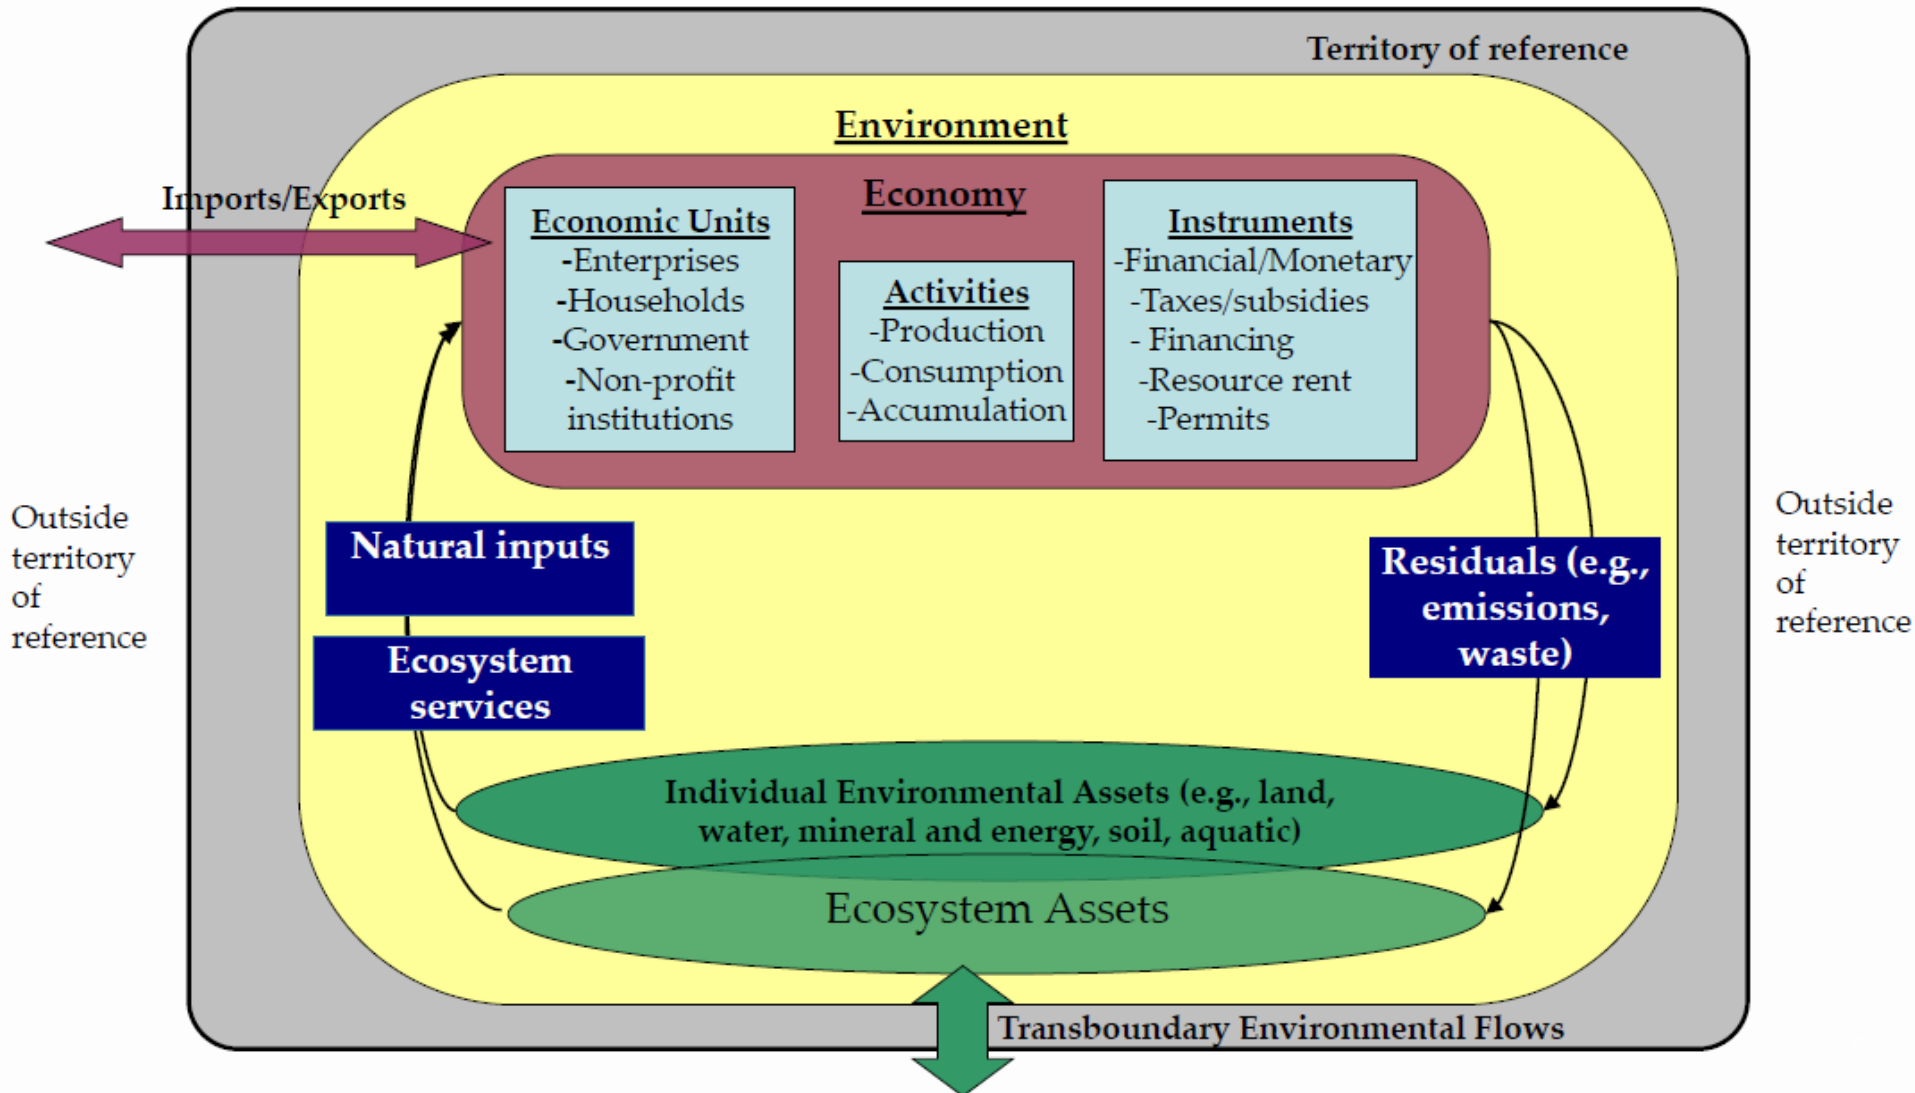 Territory of reference
Environment
Imports/Exports
Economy
Economic Units
-Enterprises
-Households
-Government
-Non-profit
institutions
Activities
-Production
-Consumption
-Accumulation
Instruments
-Financial/Monetary
-Taxes/subsidies
- Financing
-Resource rent
-Permits
Outside
territory
of
reference
Natural inputs
Ecosystem
services
Residuals (e.g.,
emissions,
waste)
Outside
territory
of
reference
Individual Environmental Assets (e.g., land,
water, mineral and energy, soil, aquatic)
Ecosystem Assets
Transboundary Environmental Flows